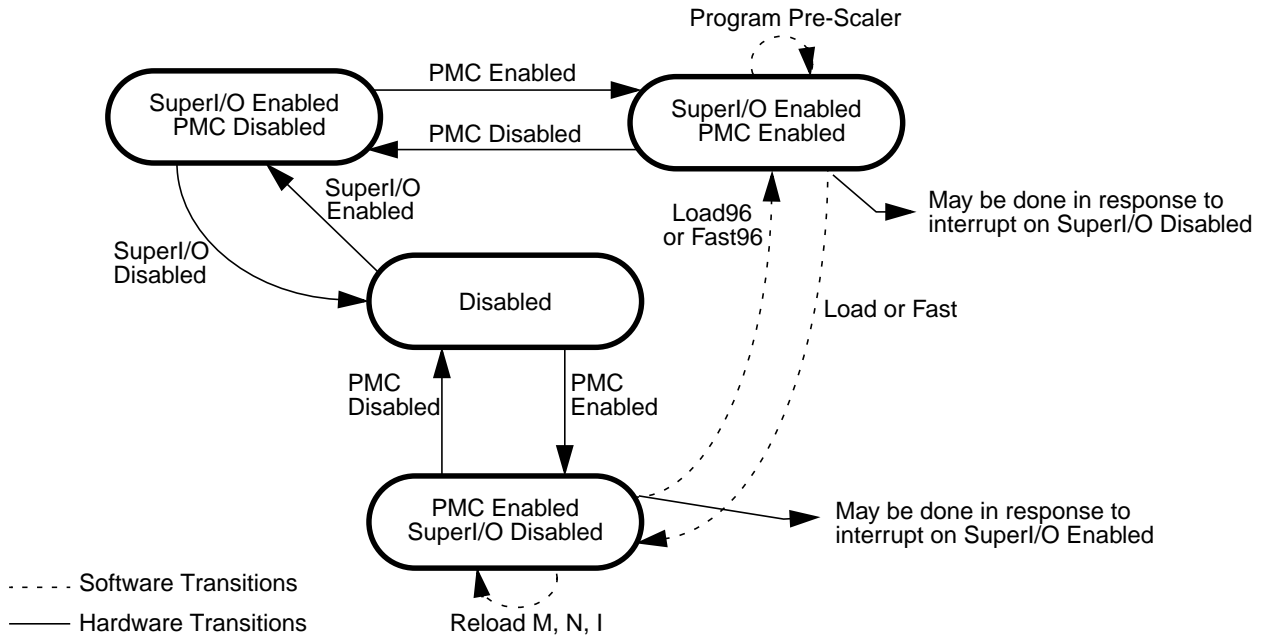 Program Pre-Scaler
PMC Enabled
SuperI/O Enabled
PMC Disabled
SuperI/O Enabled
PMC Enabled
PMC Disabled
SuperI/O
Enabled
Load96
or Fast96
May be done in response to
interrupt on SuperI/O Disabled
SuperI/O
Disabled
Disabled
Load or Fast
PMC
Disabled
PMC
Enabled
PMC Enabled
SuperI/O Disabled
May be done in response to
interrupt on SuperI/O Enabled
Software Transitions
Hardware Transitions
Reload M, N, I